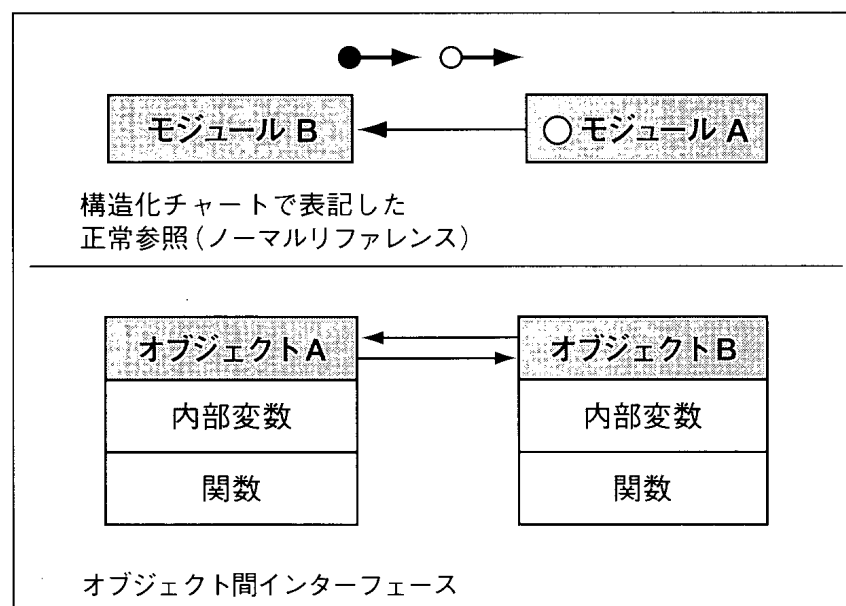 モジュール B
モジュール A
構造化チャートで表記した
正常参照(ノーマルリファレンス)
オブジェクトA
オブジェクトB
内部変数
内部変数
関数
関数
オブジェクト間インターフェース